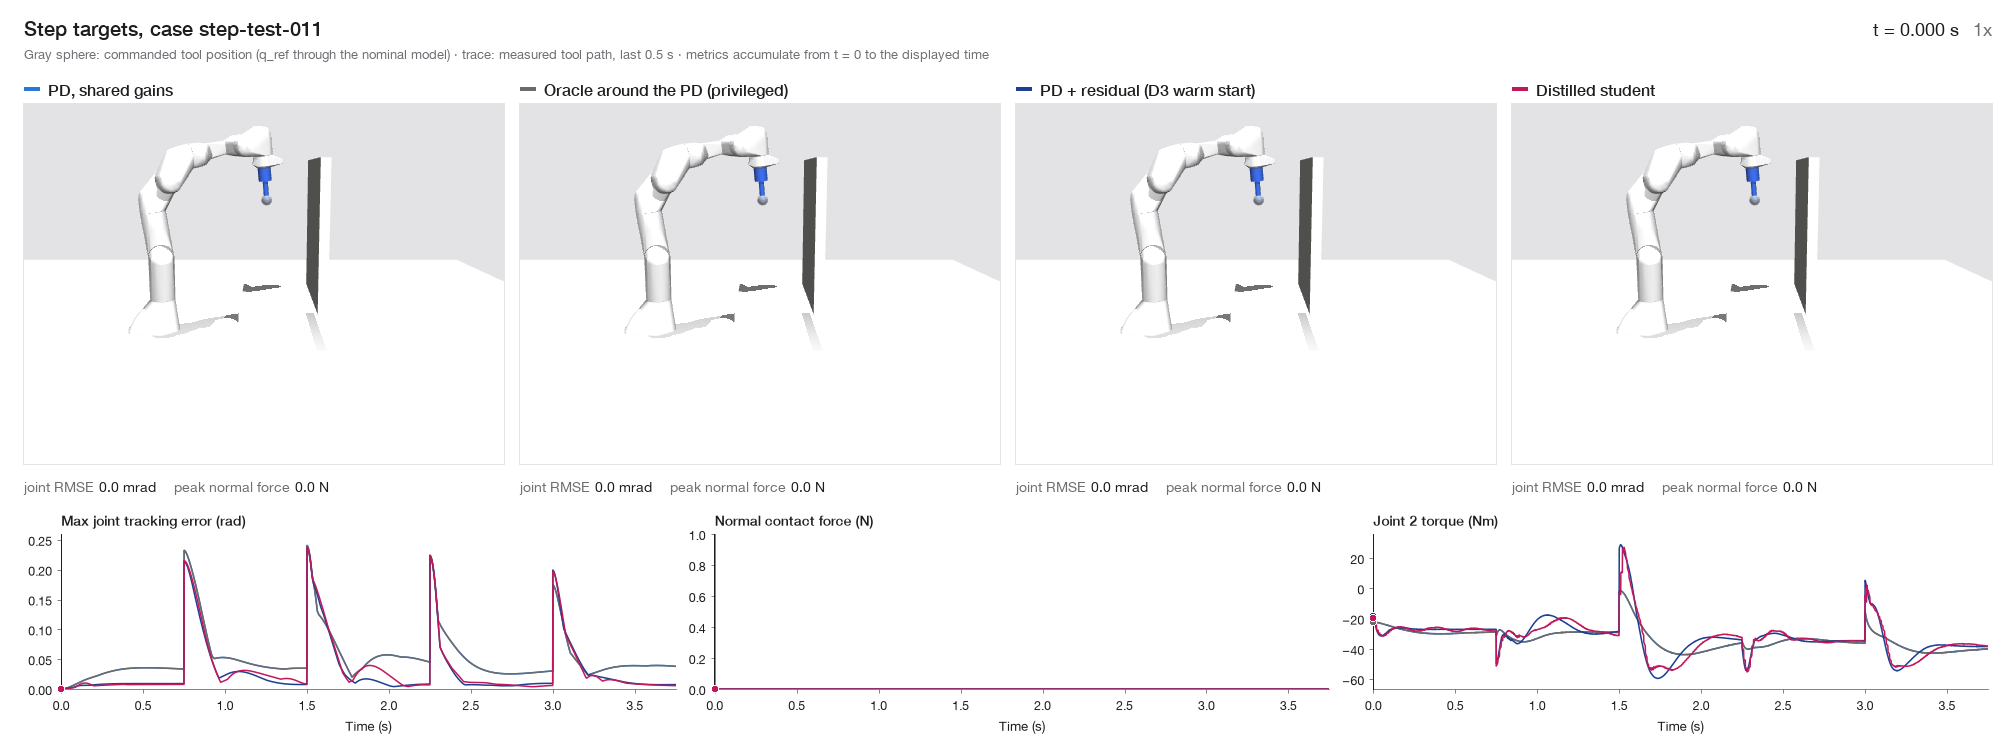 Step targets, case step-test-011
t = 0.000 s 1x
Gray sphere: commanded tool position (q_ref through the nominal model) · trace: measured tool path, last 0.5 s · metrics accumulate from t = 0 to the displayed time
PD, shared gains
Oracle around the PD (privileged)
PD + residual (D3 warm start)
Distilled student
joint RMSE 0.0 mrad peak normal force 0.0 N
joint RMSE 0.0 mrad peak normal force 0.0 N
joint RMSE 0.0 mrad peak normal force 0.0 N
joint RMSE 0.0 mrad peak normal force 0.0 N
Max joint tracking error (rad)
0.25
0.20
0.15
0.10
0.05
0.00
0.0 0.5 1.0 1.5 2.0 2.5 3.0 3.5
Time (s)
Normal contact force (N)
1.0
0.8
0.6
0.4
0.2
0.0
0.0 0.5 1.0 1.5 2.0 2.5 3.0 3.5
Time (s)
Joint 2 torque (Nm)
20
0
−20
−40
−60
0.0 0.5 1.0 1.5 2.0 2.5 3.0 3.5
Time (s)